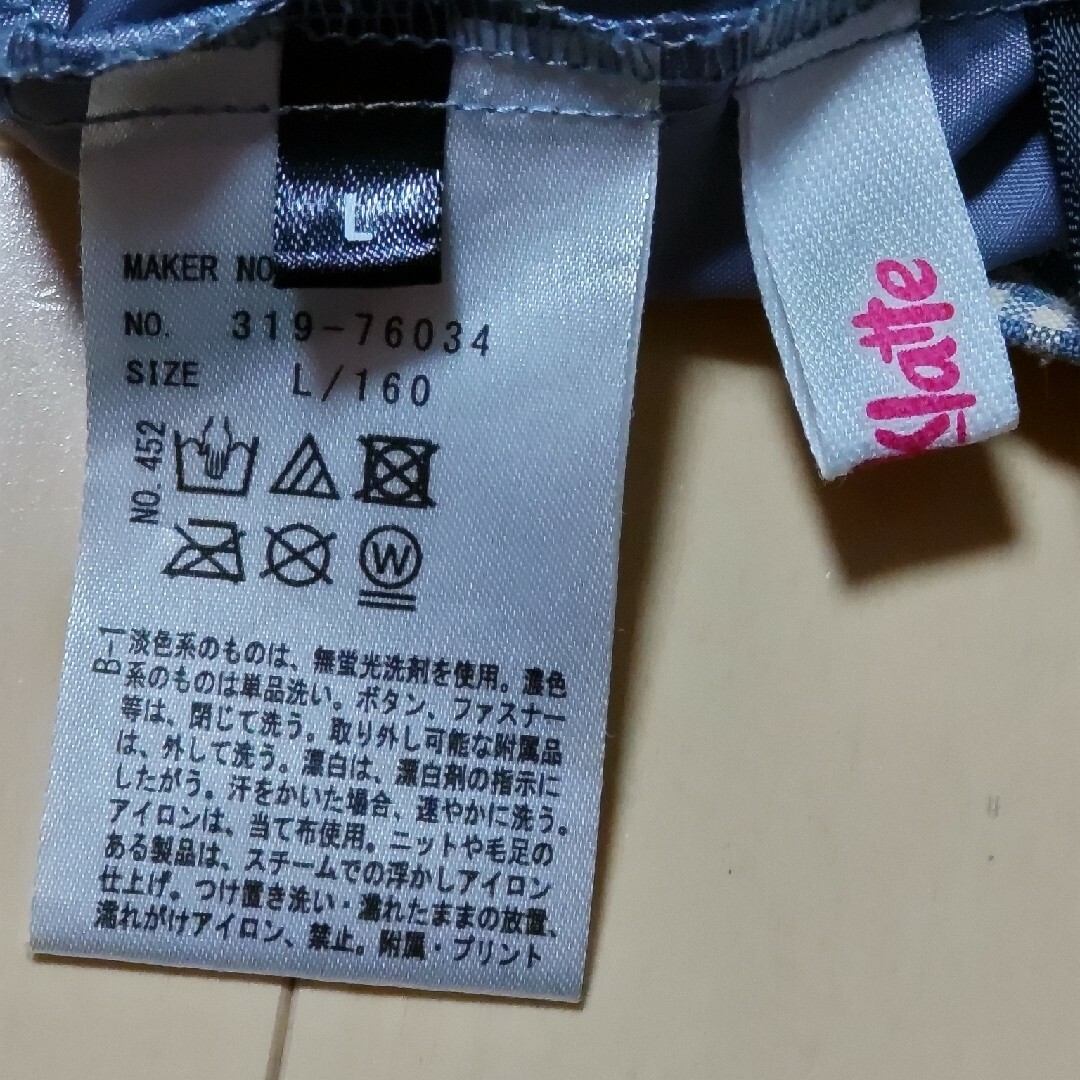 L
MAKER NO
NO. 319-76034
SIZE L/160
NO. 452
W
B-1
淡色系のものは、無蛍光洗剤を使用。濃色
系のものは単品洗い。ボタン、ファスナー
等は、閉じて洗う。取り外し可能な附属品
は、外して洗う。漂白は、漂白剤の指示に
したがう。汗をかいた場合、速やかに洗う。
アイロンは、当て布使用。ニットや毛足の
ある製品は、スチームでの浮かしアイロン
仕上げ。つけ置き洗い・濡れたままの放置、
濡れがけアイロン、禁止。附属・プリント
klatte